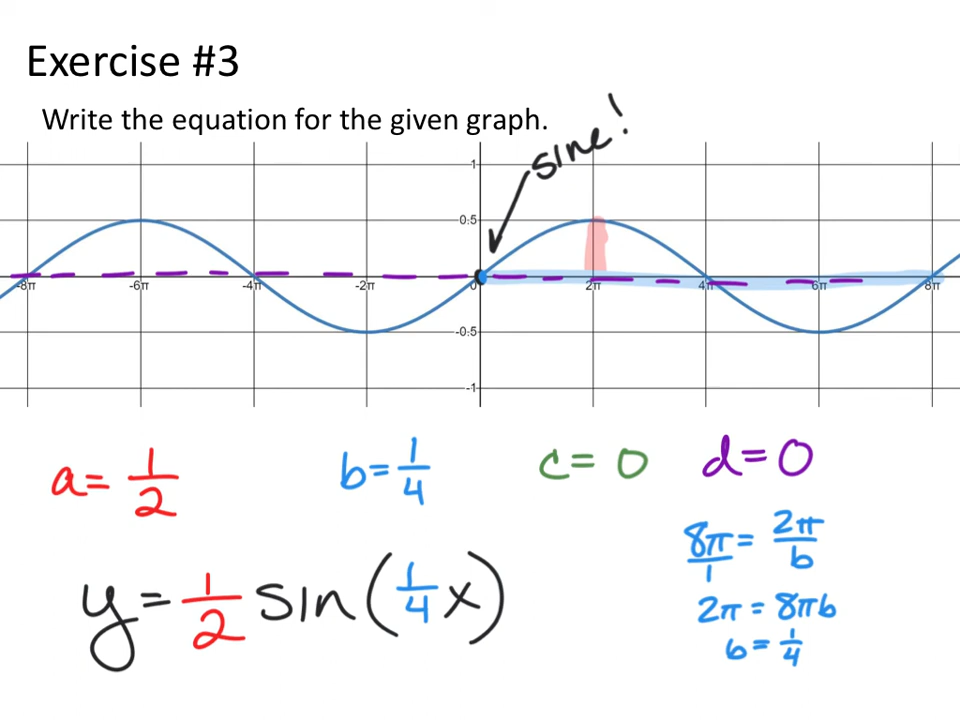 Exercise #3
Write the equation for the given graph.
sine!
1
0.5
-8π -6π -4π -2π 0 2π 4π 6π 8π
-0.5
-1
a = 1/2 b = 1/4 c = 0 d = 0
8π/1 = 2π/b
y = 1/2 sin(1/4 x)
2π = 8πb
b = 1/4